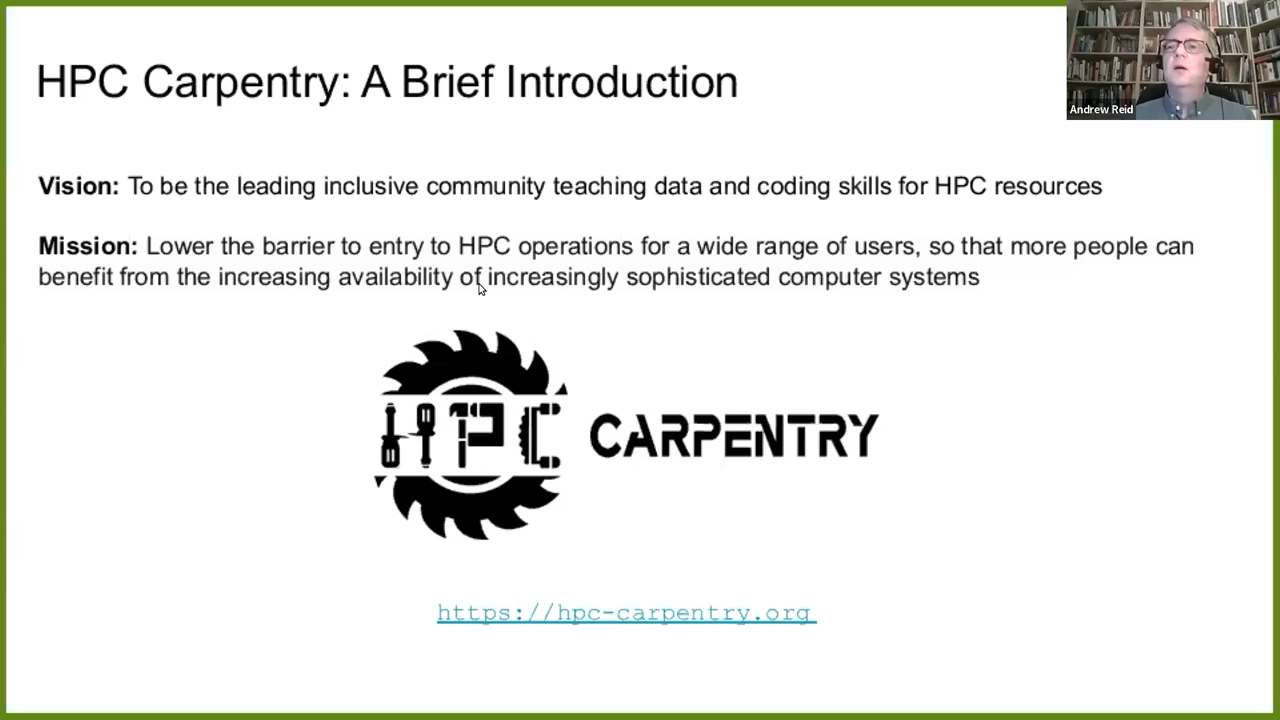 HPC Carpentry: A Brief Introduction
Andrew Reid
Vision: To be the leading inclusive community teaching data and coding skills for HPC resources
Mission: Lower the barrier to entry to HPC operations for a wide range of users, so that more people can
benefit from the increasing availability of increasingly sophisticated computer systems
HPC CARPENTRY
https://hpc-carpentry.org